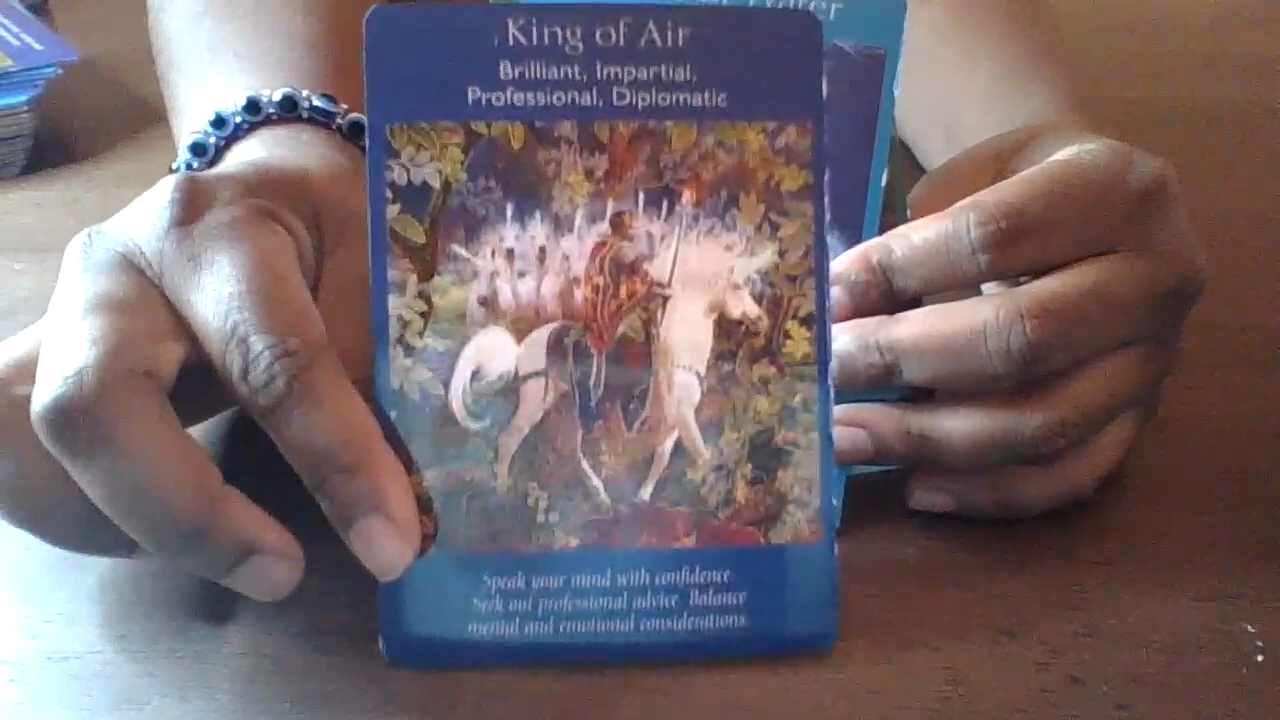 King of Air
Brilliant, Impartial,
Professional, Diplomatic
Speak your mind with confidence.
Seek out professional advice. Balance
mental and emotional considerations.